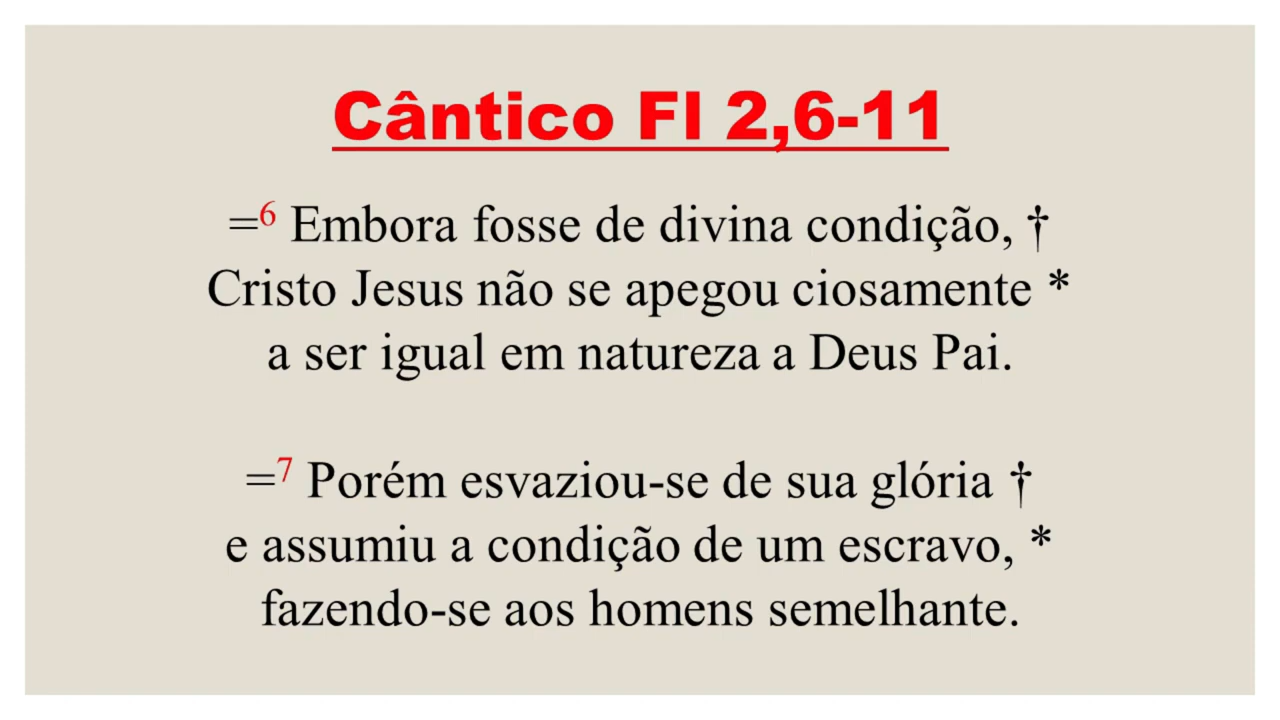 Cântico Fl 2,6-11
=6 Embora fosse de divina condição, †
Cristo Jesus não se apegou ciosamente *
a ser igual em natureza a Deus Pai.
=7 Porém esvaziou-se de sua glória †
e assumiu a condição de um escravo, *
fazendo-se aos homens semelhante.